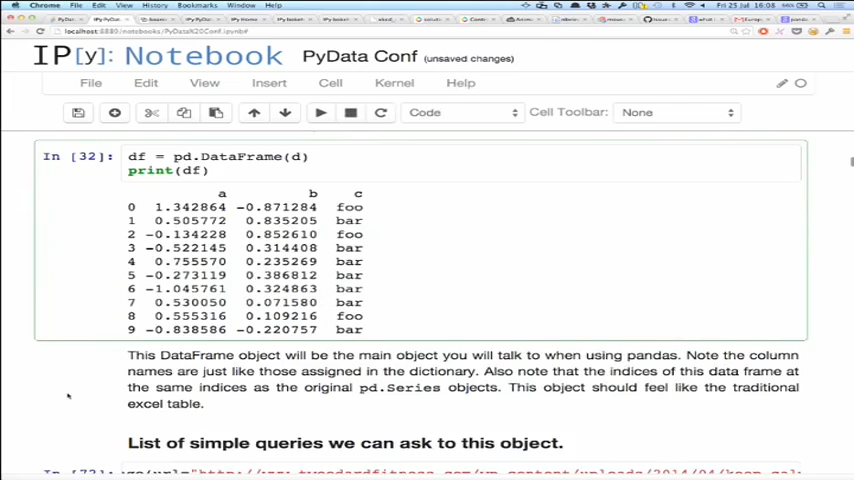 Chrome File Edit View History Bookmarks Window Help
Fri 25 Jul 16:08
localhost:8880/notebooks/PyData%20Conf.ipynb#
IP[y]: Notebook PyData Conf (unsaved changes)
File Edit View Insert Cell Kernel Help
Code Cell Toolbar: None
In [32]: df = pd.DataFrame(d)
print(df)
a b c
0 1.342864 -0.871284 foo
1 0.505772 0.835205 bar
2 -0.134228 0.852610 foo
3 -0.522145 0.314408 bar
4 0.755570 0.235269 bar
5 -0.273119 0.386812 bar
6 -1.045761 0.324863 bar
7 0.530050 0.071580 bar
8 0.555316 0.109216 foo
9 -0.838586 -0.220757 bar
This DataFrame object will be the main object you will talk to when using pandas. Note the column
names are just like those assigned in the dictionary. Also note that the indices of this data frame at
the same indices as the original pd.Series objects. This object should feel like the traditional
excel table.
List of simple queries we can ask to this object.